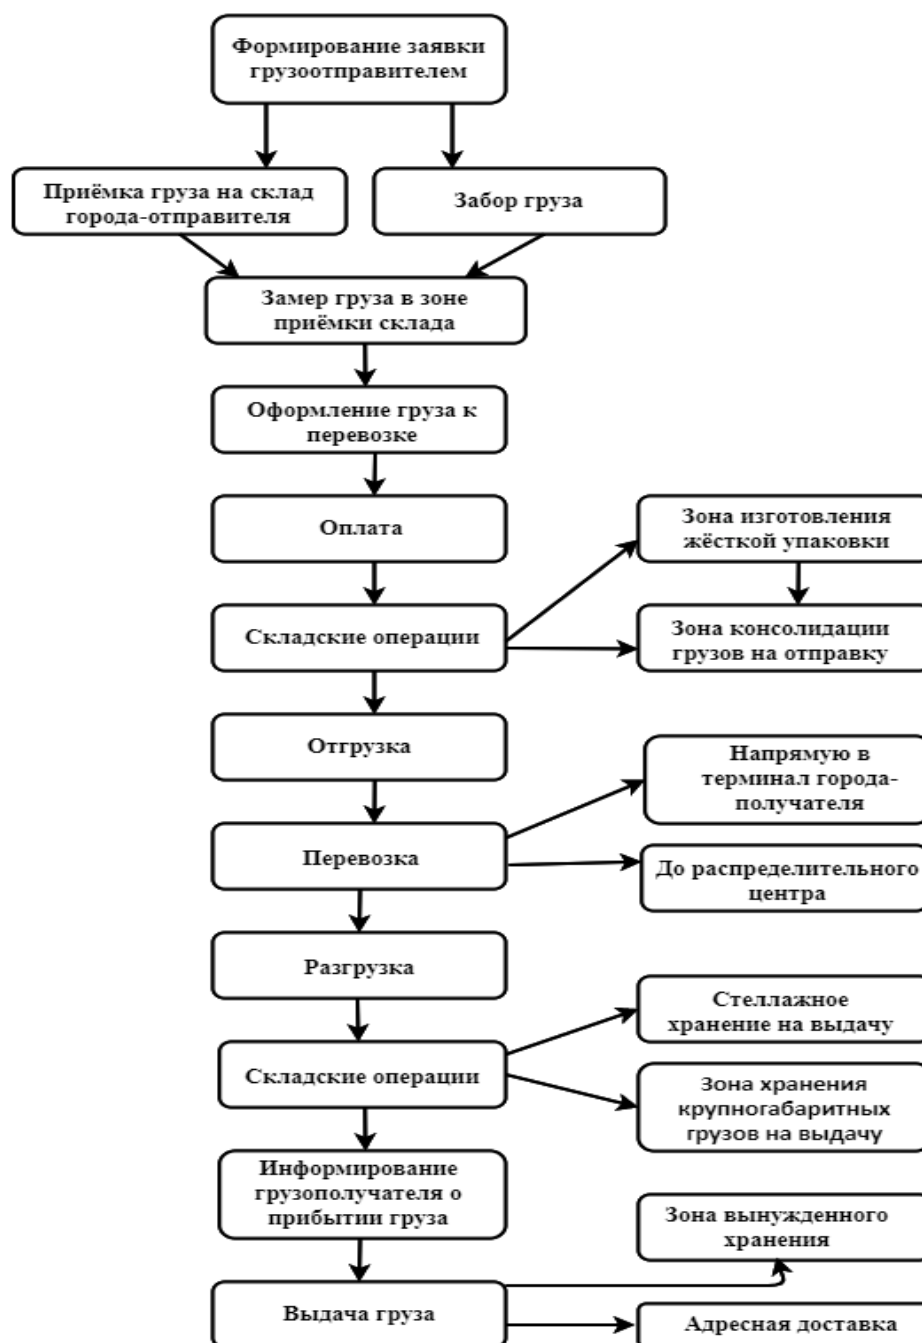 Формирование заявки
грузоотправителем
Приёмка груза на склад
города-отправителя
Забор груза
Замер груза в зоне
приёмки склада
Оформление груза к
перевозке
Оплата
Зона изготовления
жёсткой упаковки
Складские операции
Зона консолидации
грузов на отправку
Отгрузка
Напрямую в
терминал города-
получателя
Перевозка
До распределительного
центра
Разгрузка
Стеллажное
хранение на выдачу
Складские операции
Зона хранения
крупногабаритных
грузов на выдачу
Информирование
грузополучателя о
прибытии груза
Зона вынужденного
хранения
Выдача груза
Адресная доставка